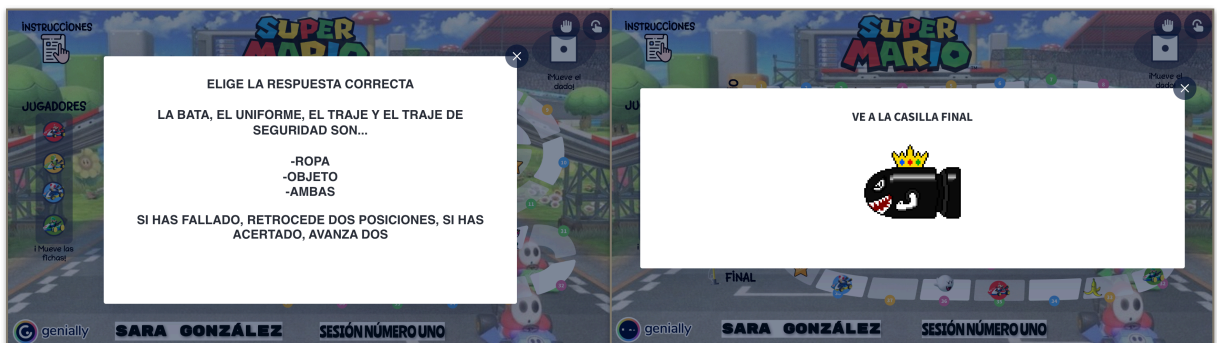 INSTRUCCIONES
SUPER
MARIO
¡Mueve el
dado!
JUGADORES
ELIGE LA RESPUESTA CORRECTA
LA BATA, EL UNIFORME, EL TRAJE Y EL TRAJE DE
SEGURIDAD SON...
-ROPA
-OBJETO
-AMBAS
SI HAS FALLADO, RETROCEDE DOS POSICIONES, SI HAS
ACERTADO, AVANZA DOS
¡Mueve las
fichas!
genially
SARA GONZÁLEZ
SESIÓN NÚMERO UNO
INSTRUCCIONES
SUPER
MARIO
¡Mueve el
dado!
VE A LA CASILLA FINAL
FINAL
genially
SARA GONZÁLEZ
SESIÓN NÚMERO UNO